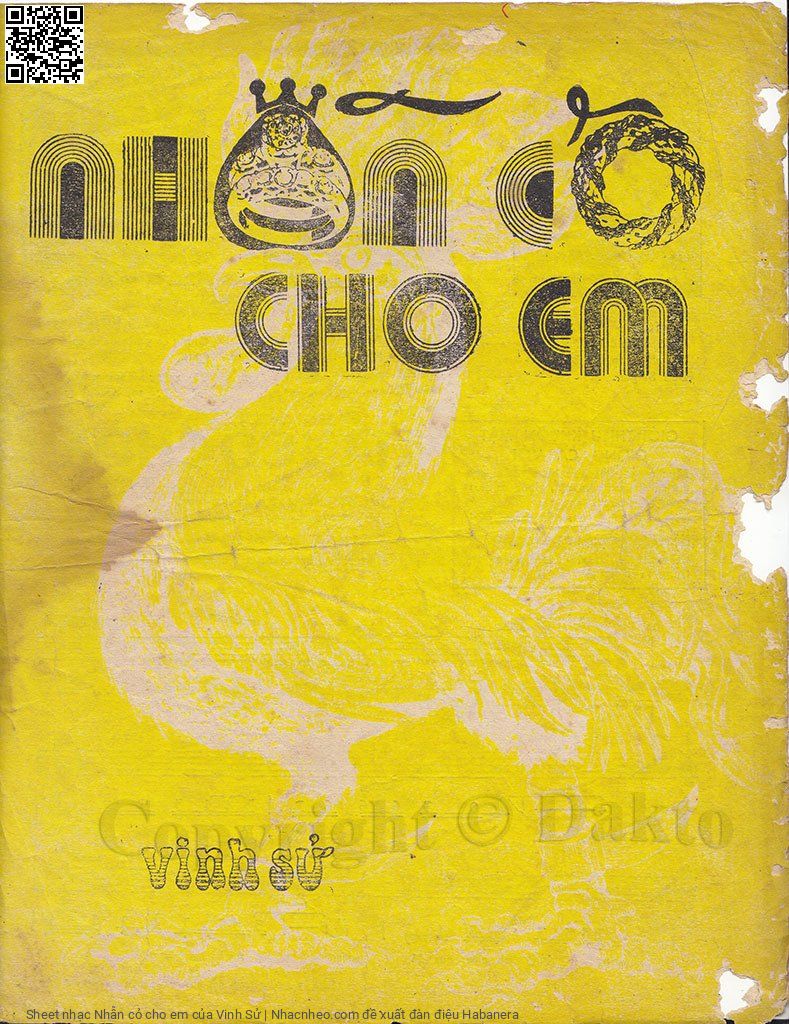 NHẪN CỎ
CHO EM
Copyright © Dakto
vinh sử
Sheet nhạc Nhẫn cỏ cho em của Vinh Sử | Nhacnheo.com đề xuất đàn điệu Habanera